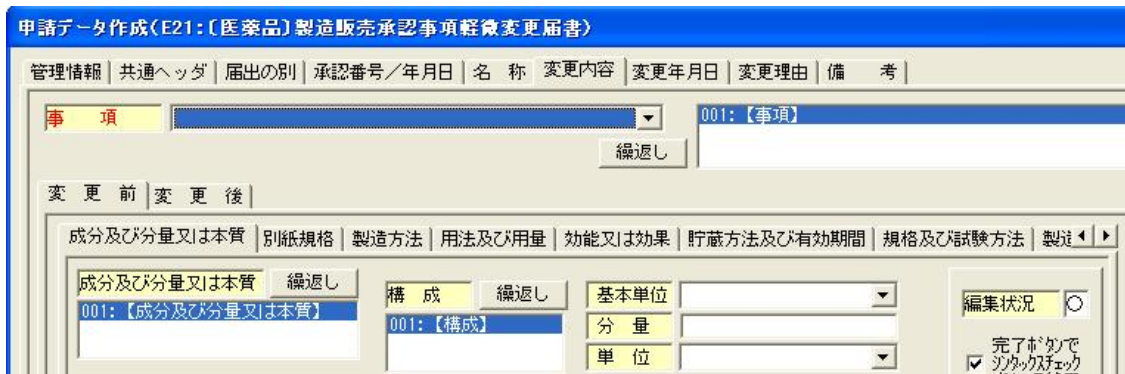 申請データ作成(E21:〔医薬品〕製造販売承認事項軽微変更届書)
管理情報 共通ヘッダ 届出の別 承認番号/年月日 名 称 変更内容 変更年月日 変更理由 備 考
事 項
001:【事項】
繰返し
変 更 前 変 更 後
成分及び分量又は本質 別紙規格 製造方法 用法及び用量 効能又は効果 貯蔵方法及び有効期間 規格及び試験方法 製造
成分及び分量又は本質 繰返し
001:【成分及び分量又は本質】
構 成 繰返し
001:【構成】
基本単位
分 量
単 位
編集状況 ○
完了ボタンで
シンタックスチェック